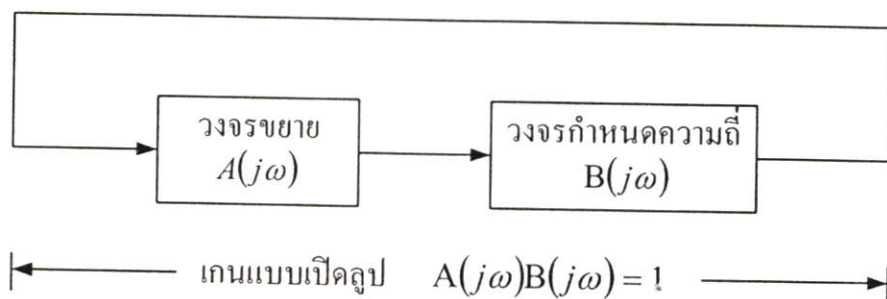 วงจรขยาย
A(jω)
วงจรกำหนดความถี่
B(jω)
เกนแบบเปิดลูป A(jω)B(jω) = 1